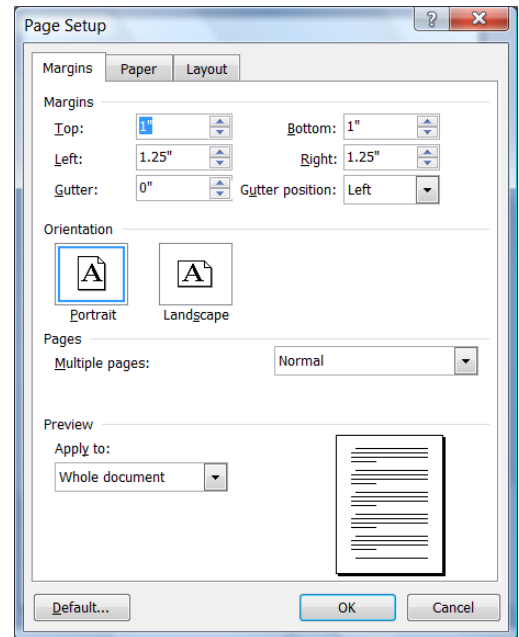 Page Setup
?
Margins Paper Layout
Margins
Top: 1" Bottom: 1"
Left: 1.25" Right: 1.25"
Gutter: 0" Gutter position: Left
Orientation
A A
Portrait Landscape
Pages
Multiple pages: Normal
Preview
Apply to:
Whole document
Default... OK Cancel